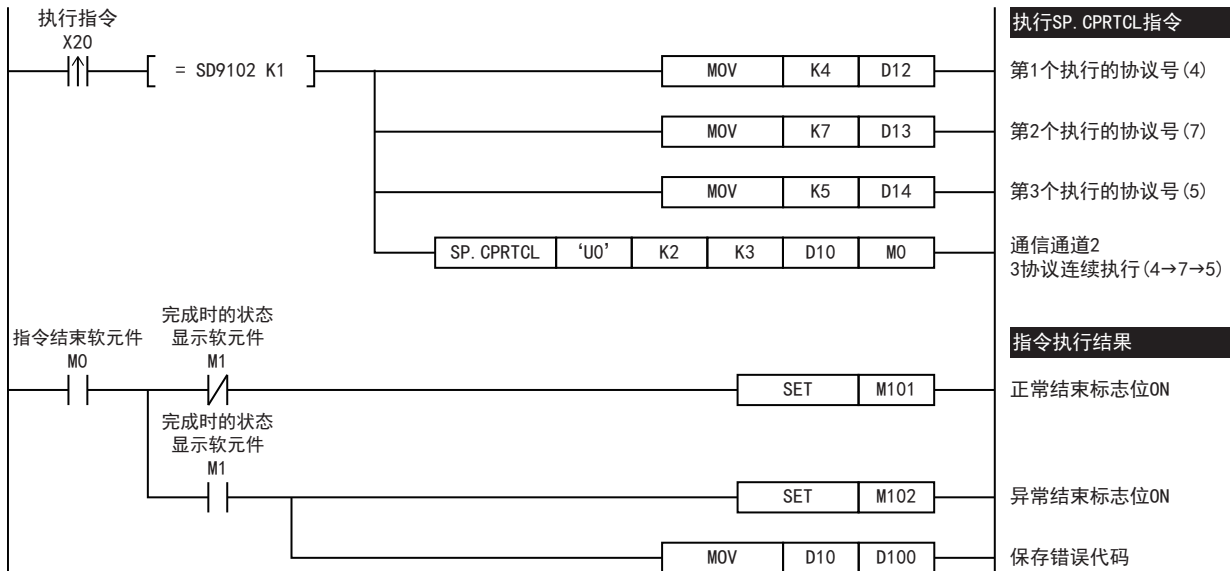 执行指令
X20
= SD9102 K1
执行SP.CPRTCL指令
MOV K4 D12
第1个执行的协议号(4)
MOV K7 D13
第2个执行的协议号(7)
MOV K5 D14
第3个执行的协议号(5)
SP.CPRTCL ‘U0’ K2 K3 D10 M0
通信通道2
3协议连续执行(4→7→5)
指令结束软元件
M0
完成时的状态
显示软元件
M1
指令执行结果
SET M101
正常结束标志位ON
完成时的状态
显示软元件
M1
SET M102
异常结束标志位ON
MOV D10 D100
保存错误代码